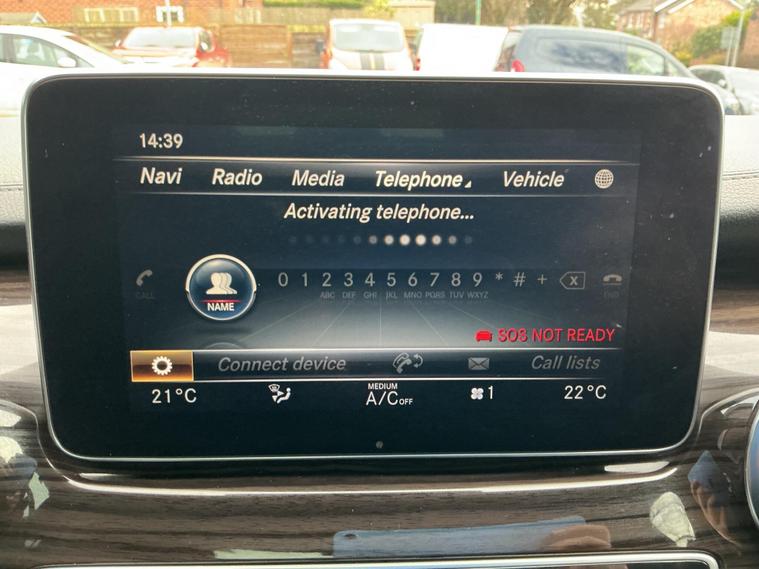 14:39
Navi Radio Media Telephone Vehicle
Activating telephone...
0 1 2 3 4 5 6 7 8 9 * # +
ABC DEF GHI JKL MNO PQRS TUV WXYZ
CALL
NAME
END
SOS NOT READY
Connect device Call lists
21°C MEDIUM A/C OFF 1 22°C